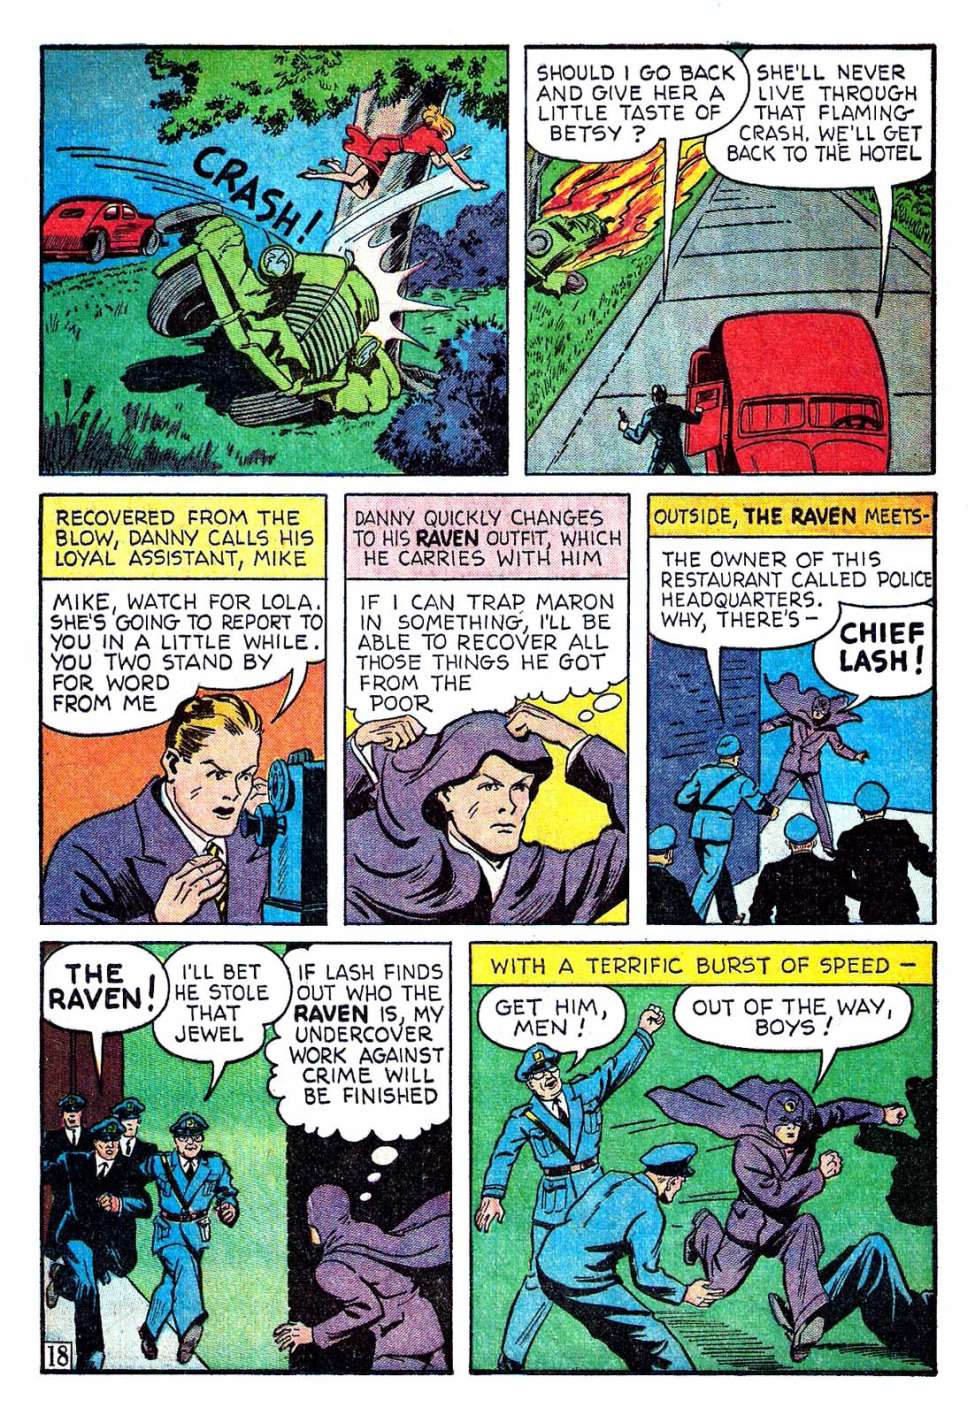 CRASH!
SHOULD I GO BACK
AND GIVE HER A
LITTLE TASTE OF
BETSY?
SHE'LL NEVER
LIVE THROUGH
THAT FLAMING
CRASH. WE'LL GET
BACK TO THE HOTEL
RECOVERED FROM THE
BLOW, DANNY CALLS HIS
LOYAL ASSISTANT, MIKE
MIKE, WATCH FOR LOLA.
SHE'S GOING TO REPORT TO
YOU IN A LITTLE WHILE.
YOU TWO STAND BY
FOR WORD
FROM ME
DANNY QUICKLY CHANGES
TO HIS RAVEN OUTFIT, WHICH
HE CARRIES WITH HIM
IF I CAN TRAP MARON
IN SOMETHING, I'LL BE
ABLE TO RECOVER ALL
THOSE THINGS HE GOT
FROM THE
POOR
OUTSIDE, THE RAVEN MEETS-
THE OWNER OF THIS
RESTAURANT CALLED POLICE
HEADQUARTERS.
WHY, THERE'S-
CHIEF
LASH!
THE
RAVEN!
I'LL BET
HE STOLE
THAT
JEWEL
IF LASH FINDS
OUT WHO THE
RAVEN IS, MY
UNDERCOVER
WORK AGAINST
CRIME WILL
BE FINISHED
18
WITH A TERRIFIC BURST OF SPEED —
GET HIM,
MEN!
OUT OF THE WAY,
BOYS!